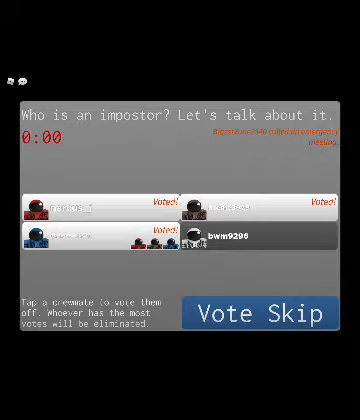 Who is an impostor? Let's talk about it.
0:00
called an emergency
meeting.
Voted!
Voted!
Voted!
bwm9296
Tap a crewmate to vote them
off. Whoever has the most
votes will be eliminated.
Vote Skip